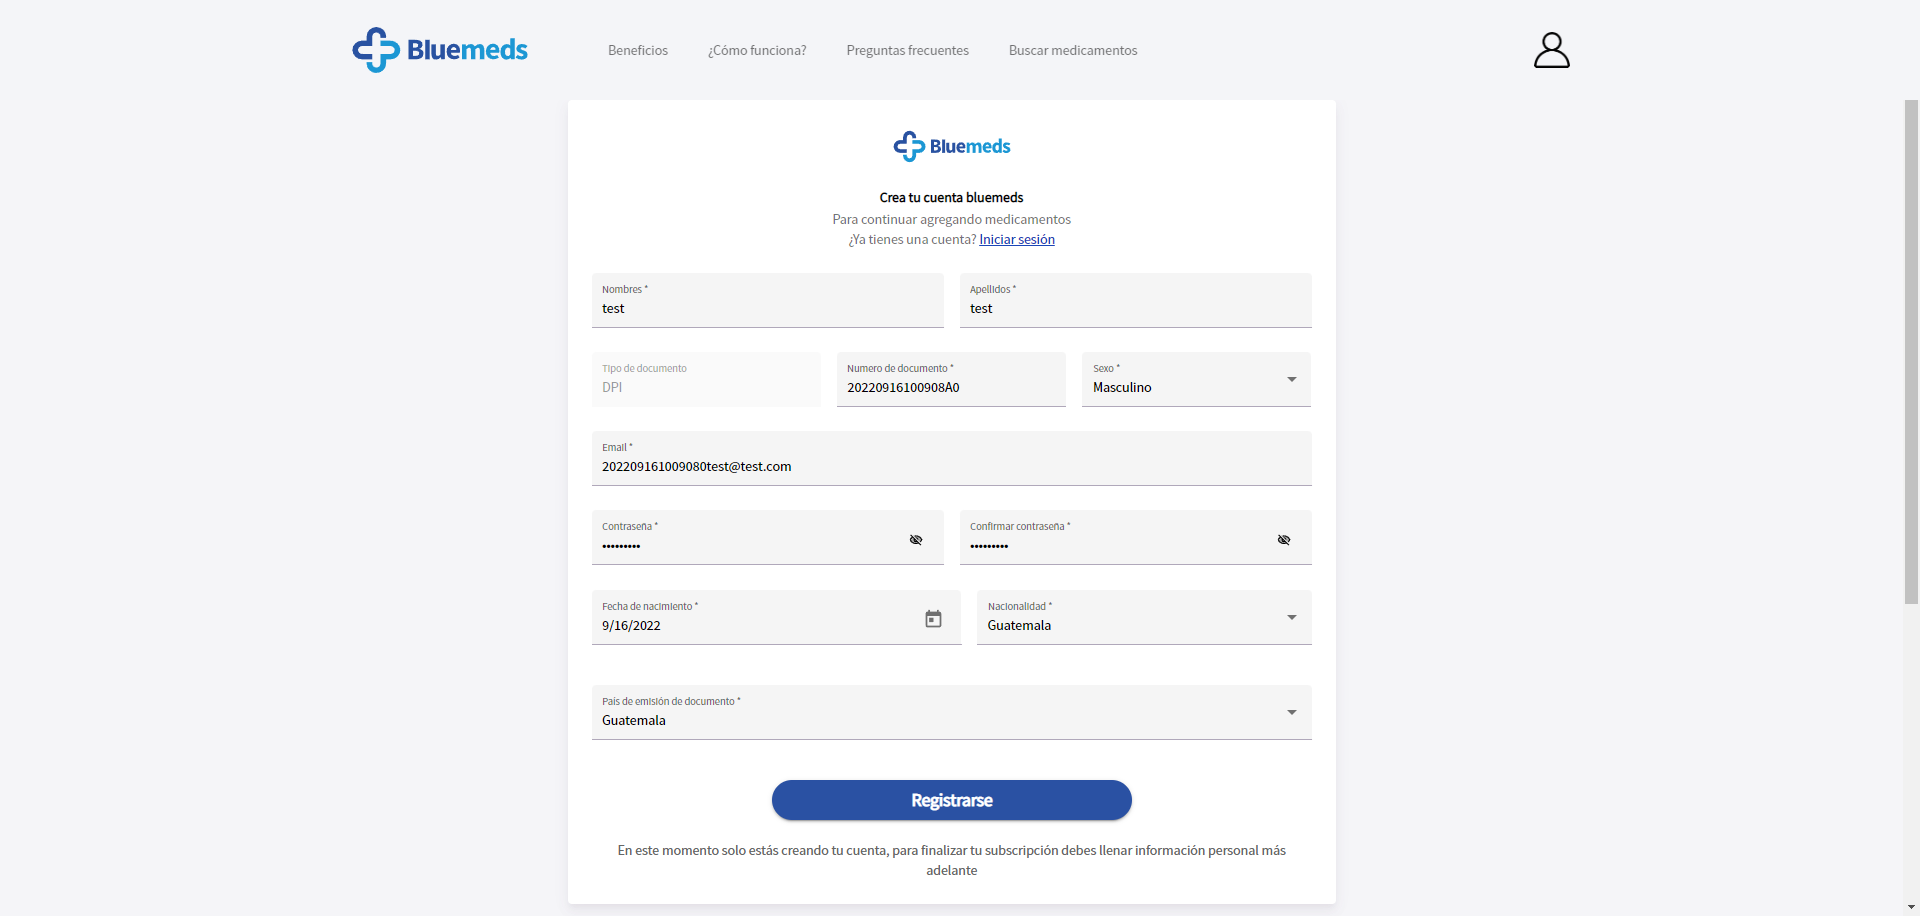 Bluemeds
Beneficios
¿Cómo funciona?
Preguntas frecuentes
Buscar medicamentos
Bluemeds
Crea tu cuenta bluemeds
Para continuar agregando medicamentos
¿Ya tienes una cuenta? Iniciar sesión
Nombres *
test
Apellidos *
test
Tipo de documento
DPI
Numero de documento *
20220916100908A0
Sexo *
Masculino
Email *
202209161009080test@test.com
Contraseña *
•••••••••
Confirmar contraseña *
•••••••••
Fecha de nacimiento *
9/16/2022
Nacionalidad *
Guatemala
País de emisión de documento *
Guatemala
Registrarse
En este momento solo estás creando tu cuenta, para finalizar tu subscripción debes llenar información personal más
adelante